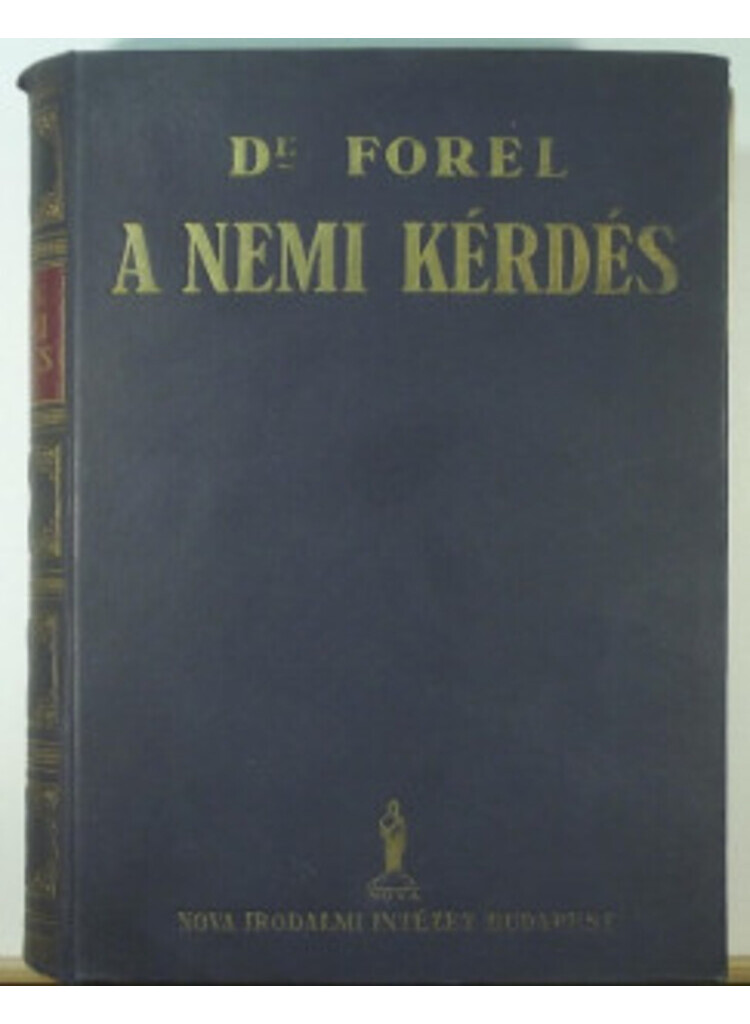 Dr FOREL
A NEMI KÉRDÉS
NOVA
NOVA IRODALMI INTÉZET BUDAPEST